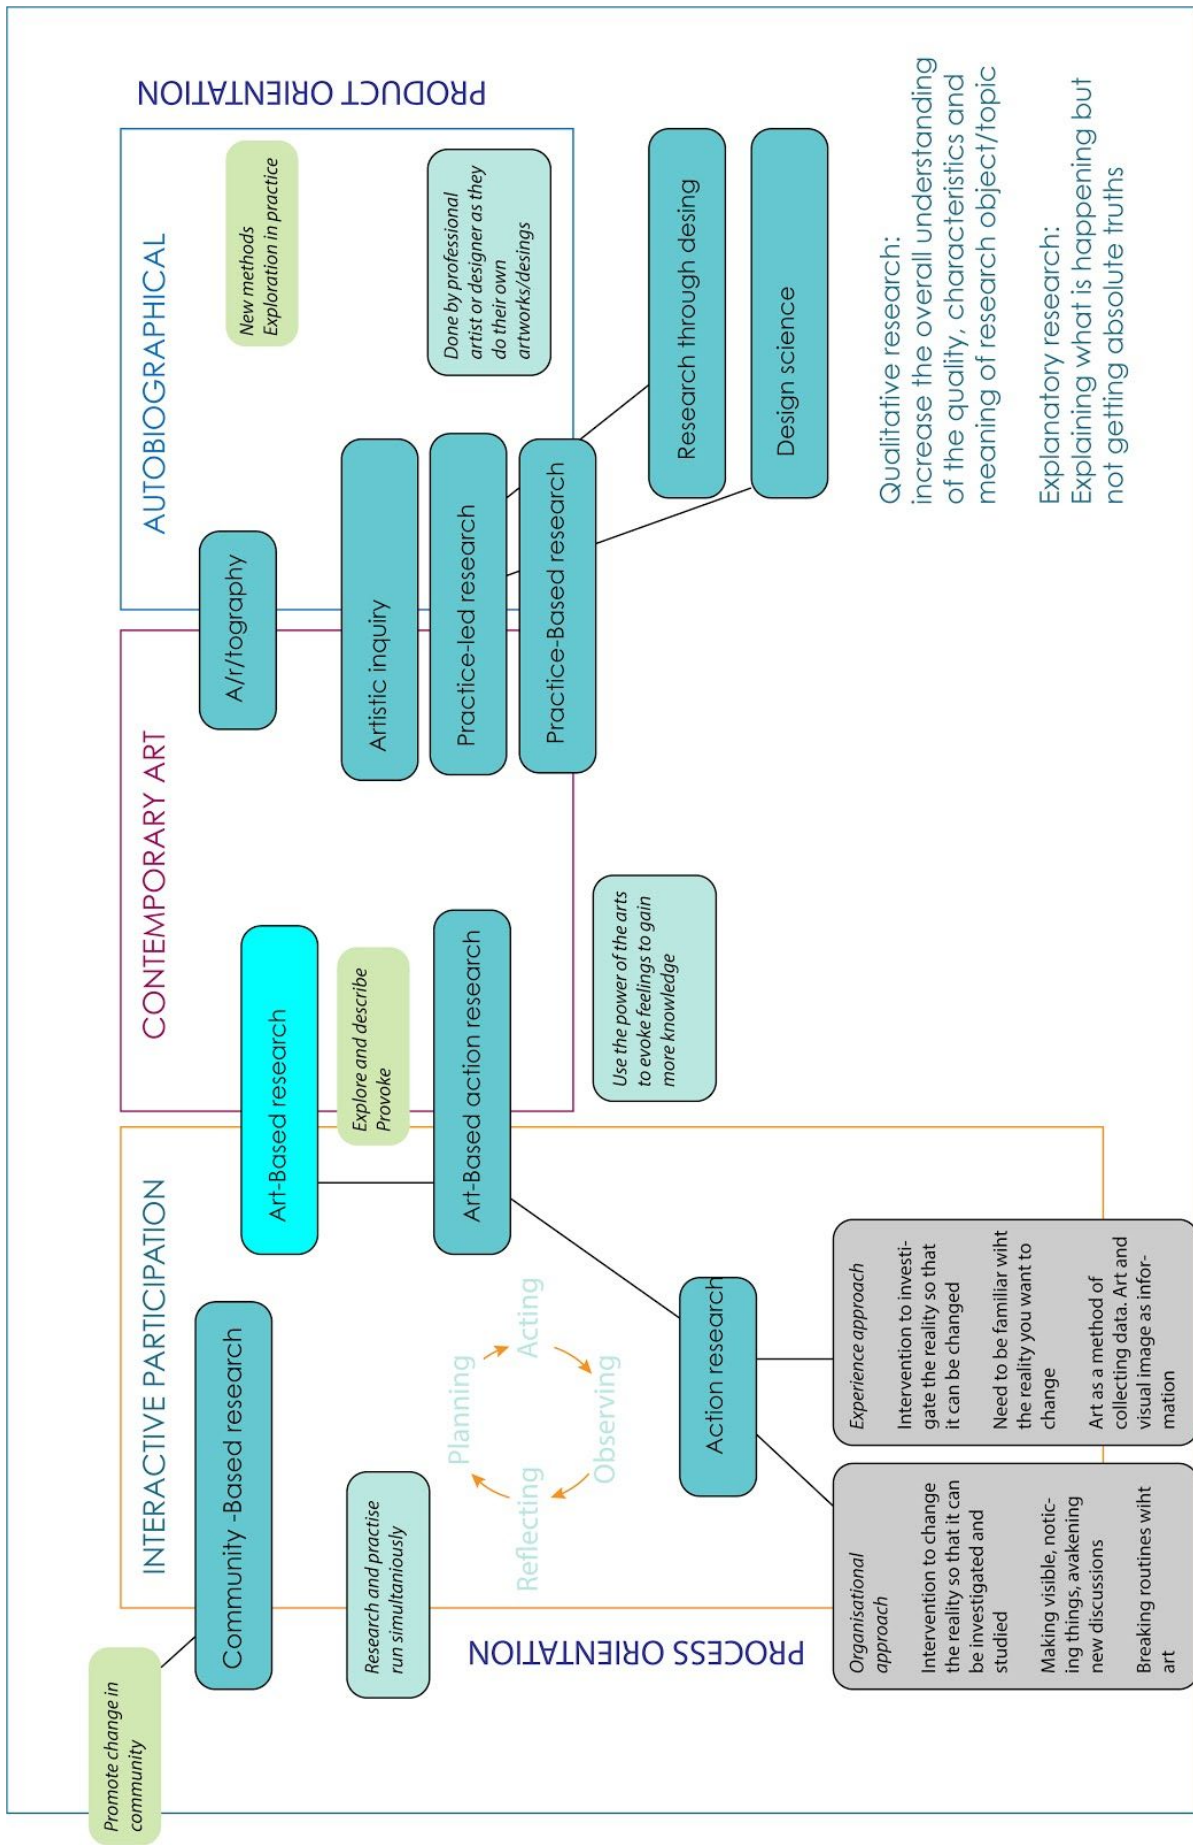 Promote change in
community
INTERACTIVE PARTICIPATION
CONTEMPORARY ART
AUTOBIOGRAPHICAL
PRODUCT ORIENTATION
PROCESS ORIENTATION
Community -Based research
Art-Based research
A/r/tography
New methods
Exploration in practice
Research and practise
run simultaniously
Explore and describe
Provoke
Artistic inquiry
Planning
Acting
Observing
Reflecting
Art-Based action research
Practice-led research
Practice-Based research
Done by professional
artist or designer as they
do their own
artworks/desings
Use the power of the arts
to evoke feelings to gain
more knowledge
Action research
Research through desing
Design science
Organisational
approach
Intervention to change
the reality so that it can
be investigated and
studied
Making visible, notic-
ing things, avakening
new discussions
Breaking routines wiht
art
Experience approach
Intervention to investi-
gate the reality so that
it can be changed
Need to be familiar wiht
the reality you want to
change
Art as a method of
collecting data. Art and
visual image as infor-
mation
Qualitative research:
increase the overall understanding
of the quality, characteristics and
meaning of research object/topic
Explanatory research:
Explaining what is happening but
not getting absolute truths